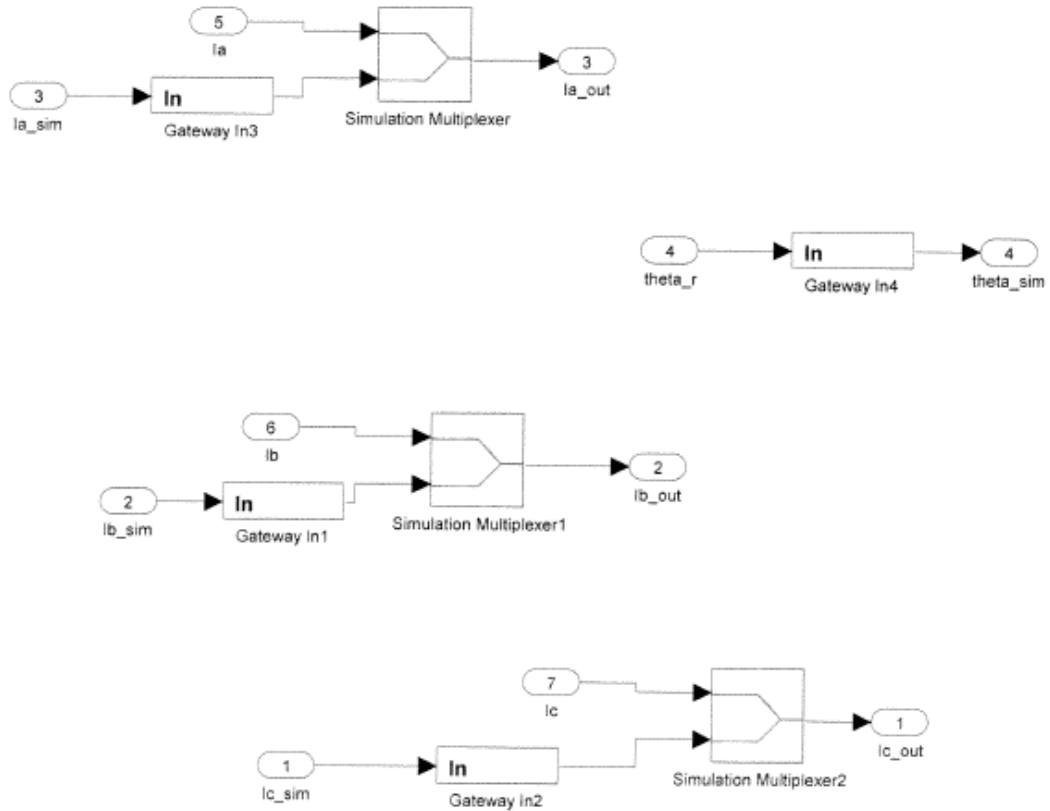 5
Ia
3
Ia_sim
In
Gateway In3
Simulation Multiplexer
3
Ia_out
4
theta_r
In
Gateway In4
4
theta_sim
6
Ib
2
Ib_sim
In
Gateway In1
Simulation Multiplexer1
2
Ib_out
7
Ic
1
Ic_sim
In
Gateway In2
Simulation Multiplexer2
1
Ic_out